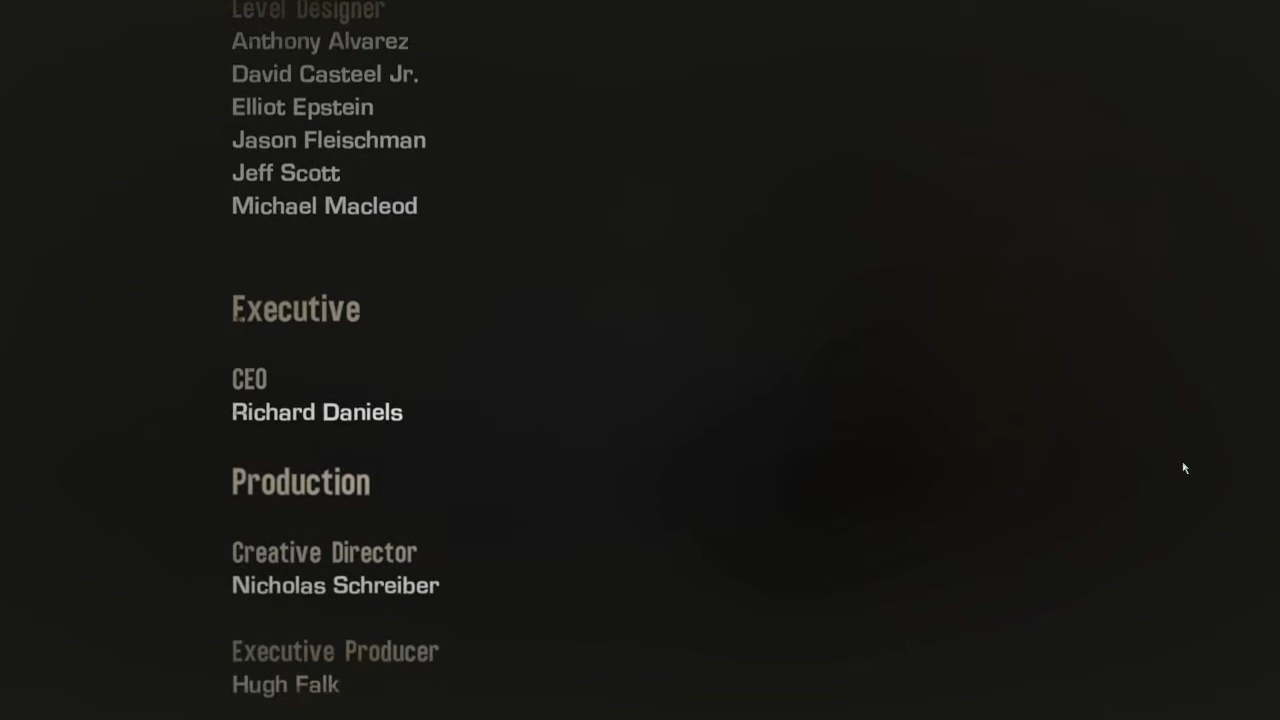 Level Designer
Anthony Alvarez
David Casteel Jr.
Elliot Epstein
Jason Fleischman
Jeff Scott
Michael Macleod
Executive
CEO
Richard Daniels
Production
Creative Director
Nicholas Schreiber
Executive Producer
Hugh Falk